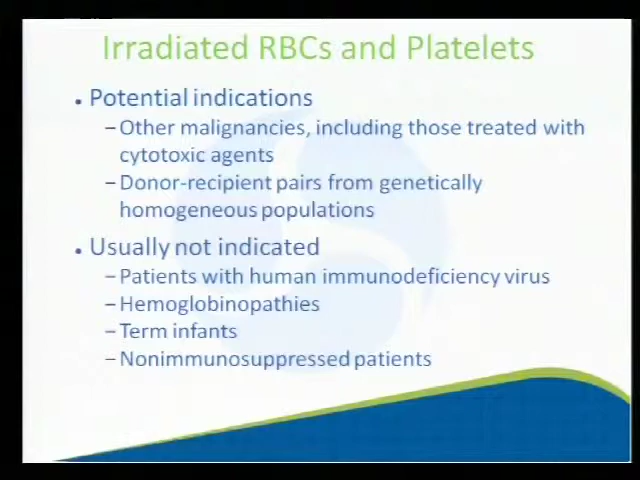 Irradiated RBCs and Platelets
• Potential indications
–Other malignancies, including those treated with
cytotoxic agents
–Donor-recipient pairs from genetically
homogeneous populations
• Usually not indicated
–Patients with human immunodeficiency virus
–Hemoglobinopathies
–Term infants
–Nonimmunosuppressed patients